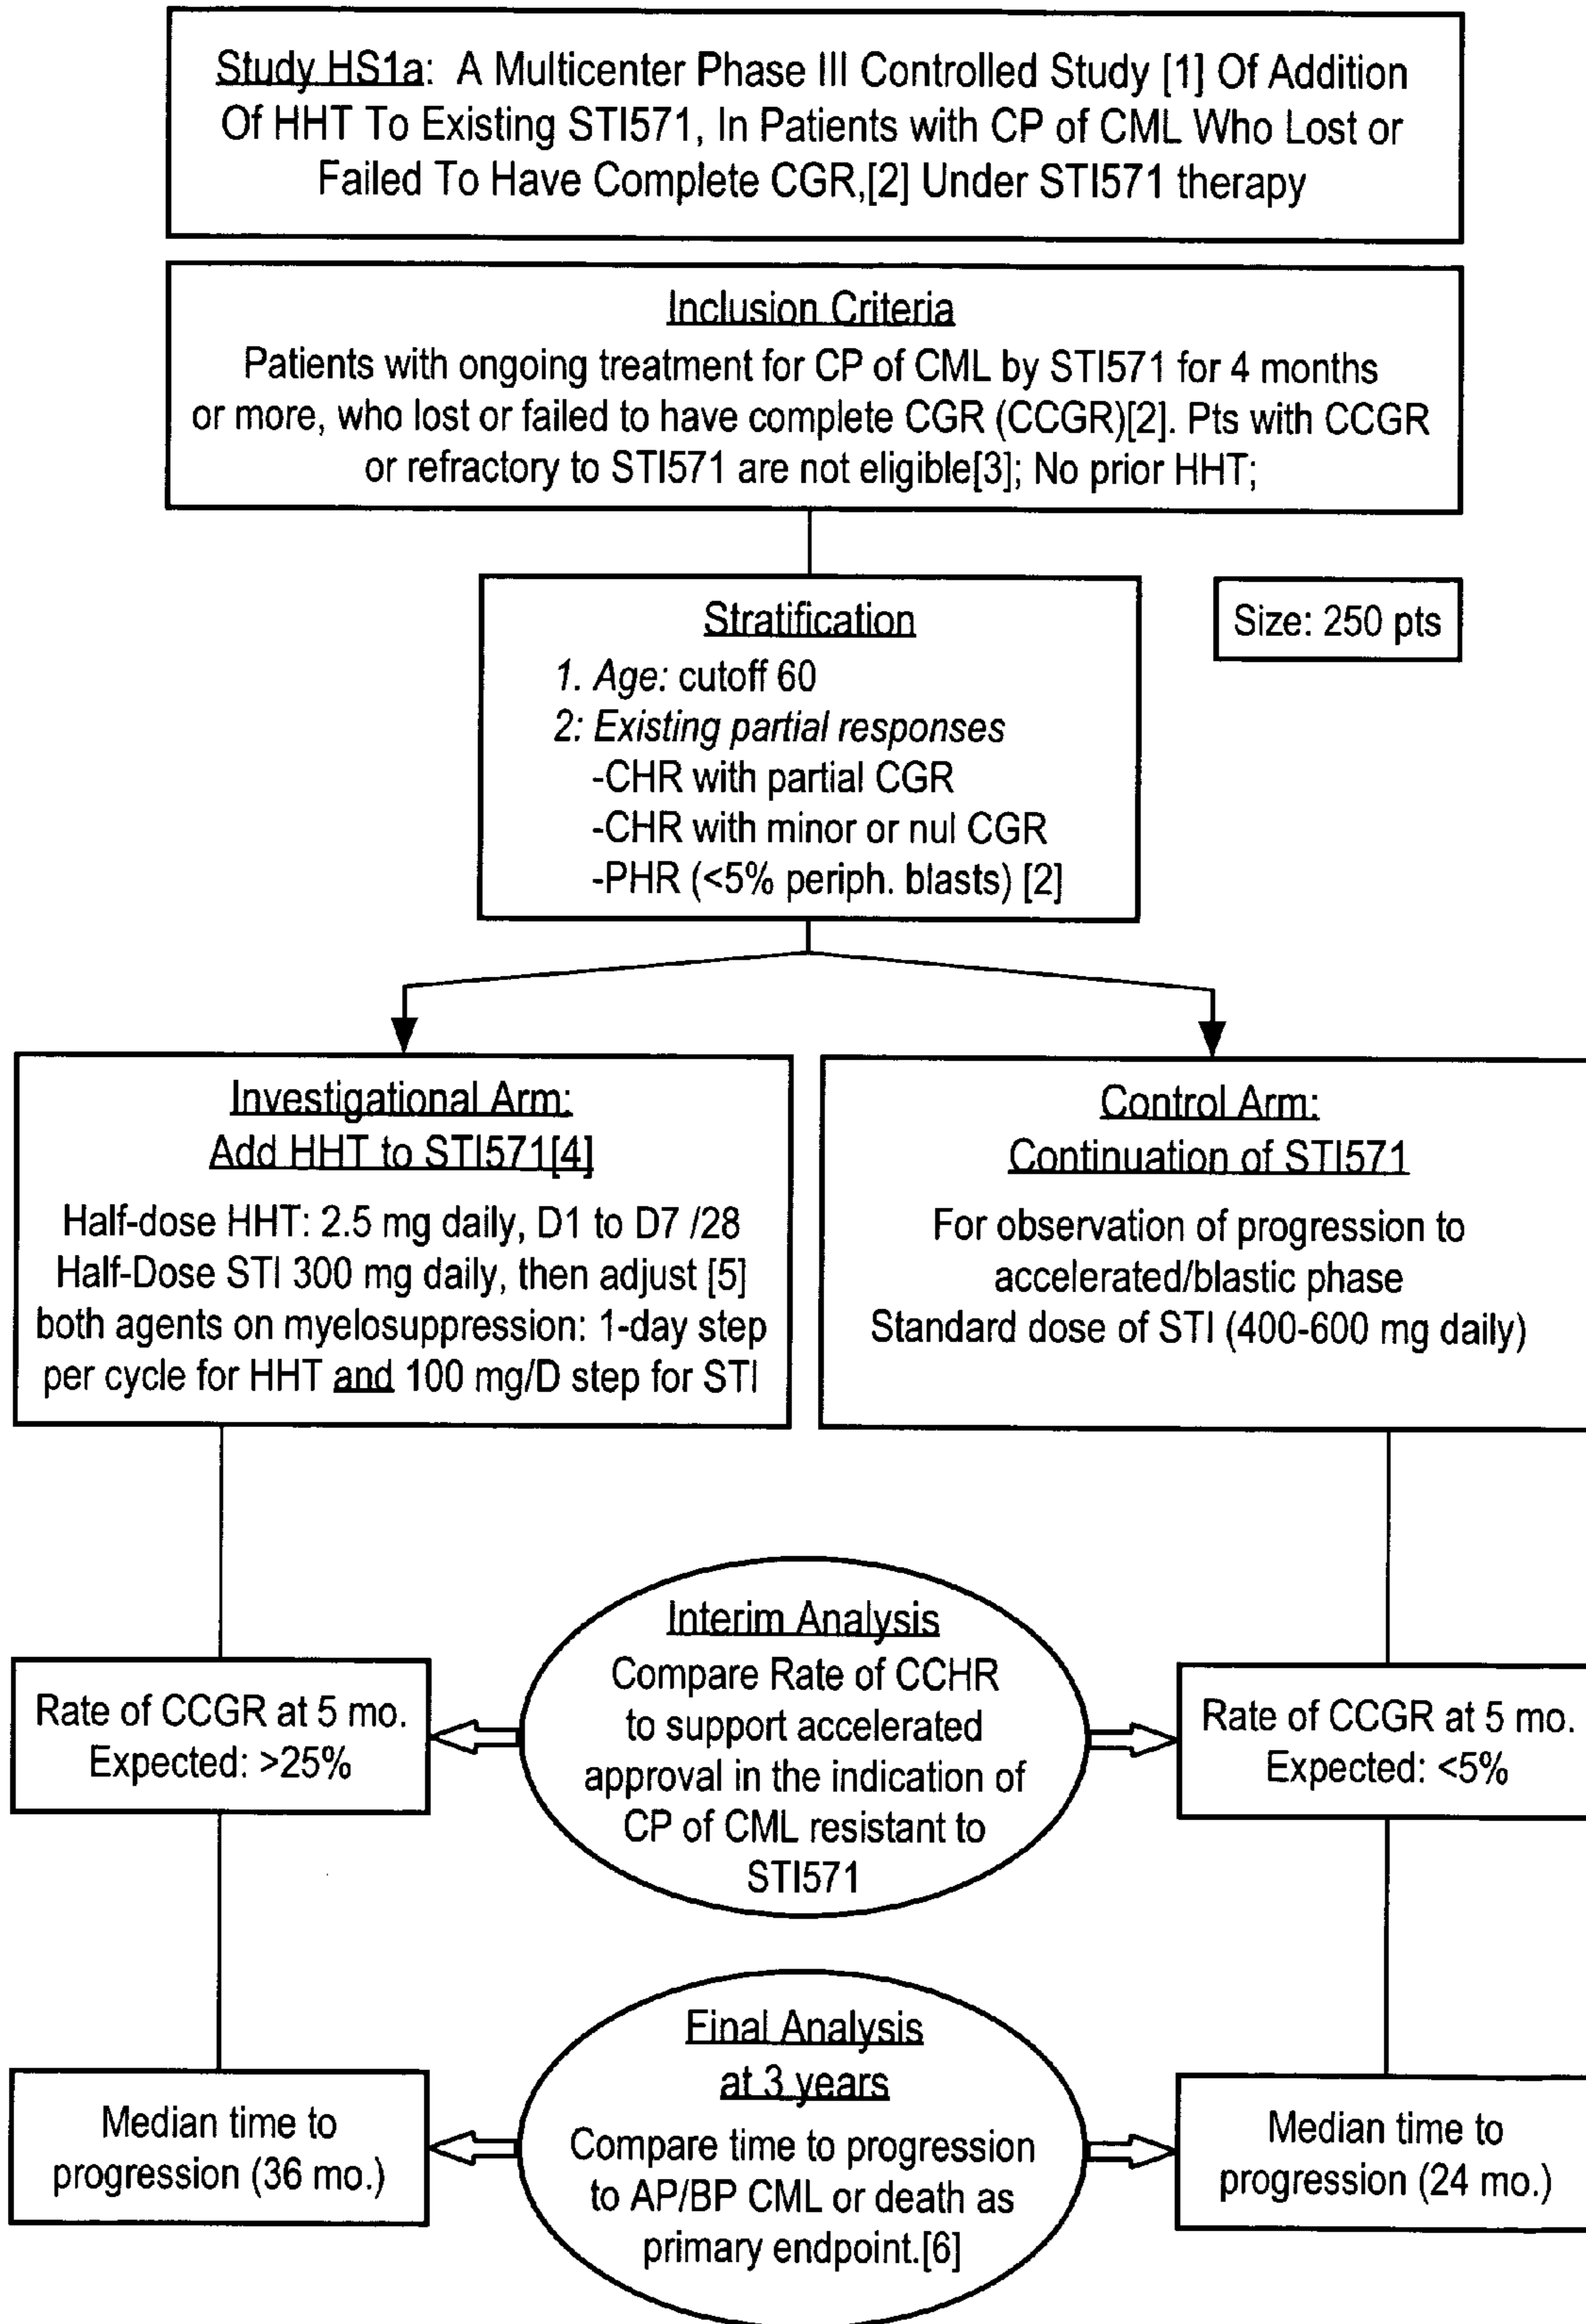 Study HS1a: A Multicenter Phase III Controlled Study [1] Of Addition
Of HHT To Existing STI571, In Patients with CP of CML Who Lost or
Failed To Have Complete CGR,[2] Under STI571 therapy
Inclusion Criteria
Patients with ongoing treatment for CP of CML by STI571 for 4 months
or more, who lost or failed to have complete CGR (CCGR)[2]. Pts with CCGR
or refractory to STI571 are not eligible[3]; No prior HHT;
Stratification
1. Age: cutoff 60
2: Existing partial responses
-CHR with partial CGR
-CHR with minor or nul CGR
-PHR (<5% periph. blasts) [2]
Size: 250 pts
Investigational Arm:
Add HHT to STI571[4]
Half-dose HHT: 2.5 mg daily, D1 to D7 /28
Half-Dose STI 300 mg daily, then adjust [5]
both agents on myelosuppression: 1-day step
per cycle for HHT and 100 mg/D step for STI
Control Arm:
Continuation of STI571
For observation of progression to
accelerated/blastic phase
Standard dose of STI (400-600 mg daily)
Rate of CCGR at 5 mo.
Expected: >25%
Interim Analysis
Compare Rate of CCHR
to support accelerated
approval in the indication of
CP of CML resistant to
STI571
Rate of CCGR at 5 mo.
Expected: <5%
Median time to
progression (36 mo.)
Final Analysis
at 3 years
Compare time to progression
to AP/BP CML or death as
primary endpoint.[6]
Median time to
progression (24 mo.)